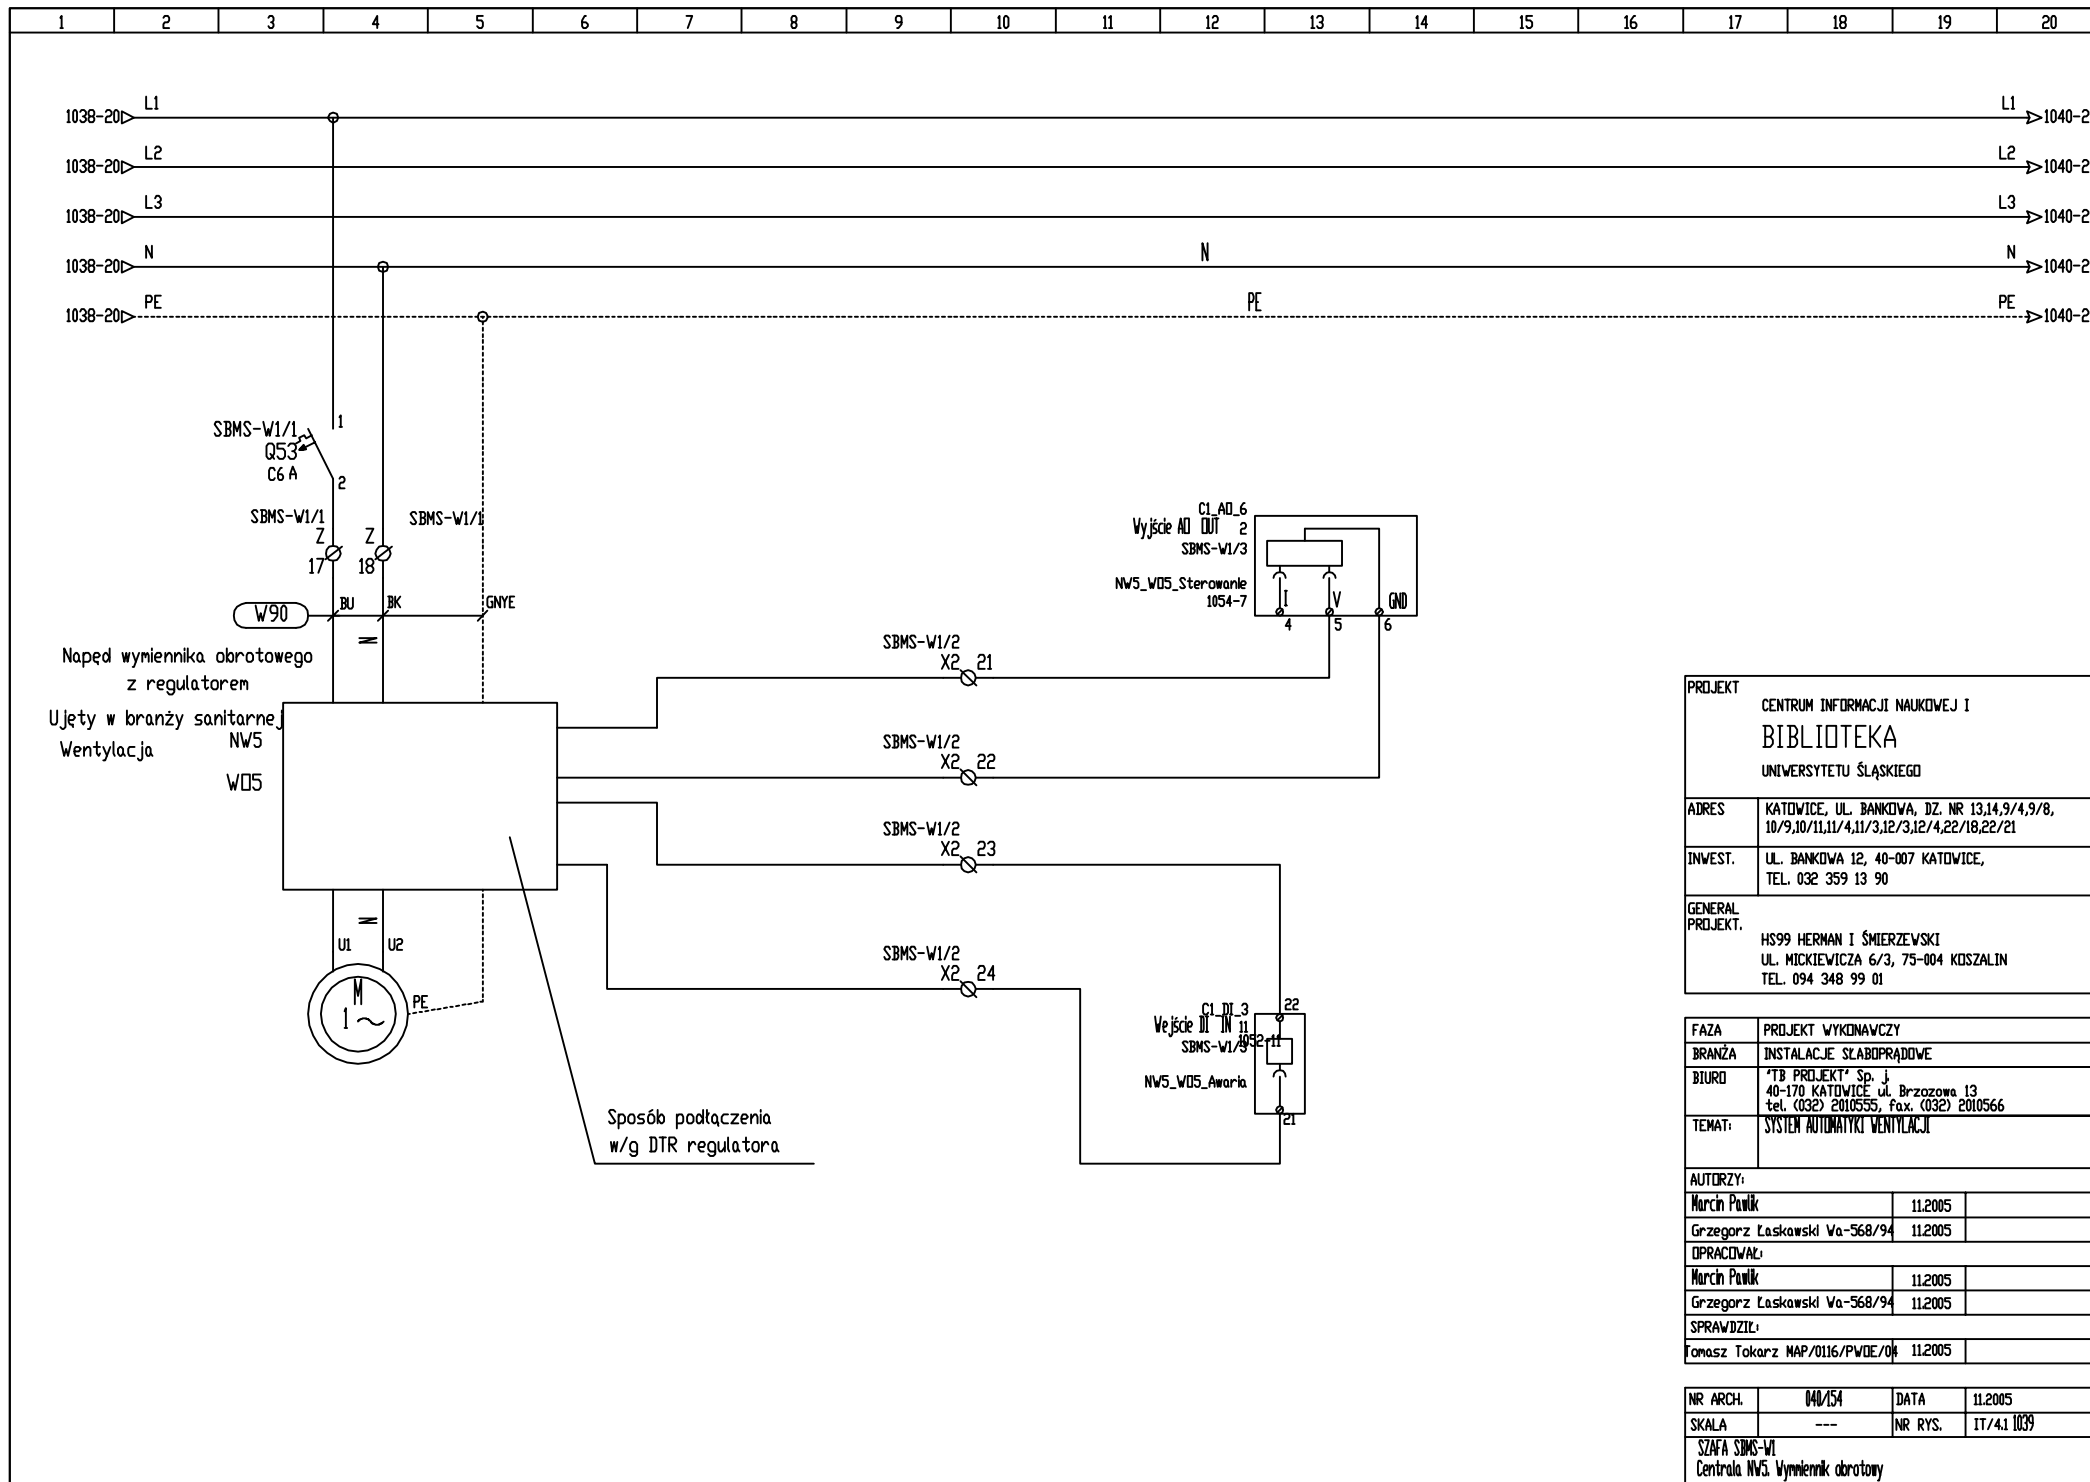 1 2 3 4 5 6 7 8 9 10 11 12 13 14 15 16 17 18 19 20
L1 L1
1038-20 1040-2
L2 L2
1038-20 1040-2
L3 L3
1038-20 1040-2
N N N
1038-20 1040-2
PE PE PE
1038-20 1040-2
SBMS-W1/1 1
Q53
C6 A
2
SBMS-W1/1 SBMS-W1/1
Z Z
17 18
W90 BU BK GNYE
N
Napęd wymiennika obrotowego
z regulatorem
Ujęty w branży sanitarnej
Wentylacja
NW5
WO5
N
U1 U2
M
1 ~
PE
Sposób podłączenia
w/g DTR regulatora
SBMS-W1/2
X2 21
SBMS-W1/2
X2 22
SBMS-W1/2
X2 23
SBMS-W1/2
X2 24
C1_AO_6
Wyjście AO OUT 2
SBMS-W1/3
NW5_WO5_Sterowanie
1054-7
I V GND
4 5 6
C1_DI_3 22
Wejście DI IN 11
1052-11
SBMS-W1/3
NW5_WO5_Awaria
21
PROJEKT
CENTRUM INFORMACJI NAUKOWEJ I
BIBLIOTEKA
UNIWERSYTETU ŚLĄSKIEGO
ADRES KATOWICE, UL. BANKOWA, DZ. NR 13,14,9/4,9/8,
10/9,10/11,11/4,11/3,12/3,12/4,22/18,22/21
INWEST. UL. BANKOWA 12, 40-007 KATOWICE,
TEL. 032 359 13 90
GENERAL
PROJEKT.
HS99 HERMAN I ŚMIERZEWSKI
UL. MICKIEWICZA 6/3, 75-004 KOSZALIN
TEL. 094 348 99 01
FAZA PROJEKT WYKONAWCZY
BRANŻA INSTALACJE SŁABOPRĄDOWE
BIURO "TB PROJEKT" Sp. j.
40-170 KATOWICE ul. Brzozowa 13
tel. (032) 2010555, fax. (032) 2010566
TEMAT: SYSTEM AUTOMATYKI WENTYLACJI
AUTORZY:
Marcin Pawlik 11.2005
Grzegorz Łaskawski Wa-568/94 11.2005
OPRACOWAŁ:
Marcin Pawlik 11.2005
Grzegorz Łaskawski Wa-568/94 11.2005
SPRAWDZIŁ:
Tomasz Tokarz MAP/0116/PWOE/04 11.2005
NR ARCH. 040/154 DATA 11.2005
SKALA --- NR RYS. IT/4.1 1039
SZAFA SBMS-W1
Centrala NW5. Wymniennik obrotowy